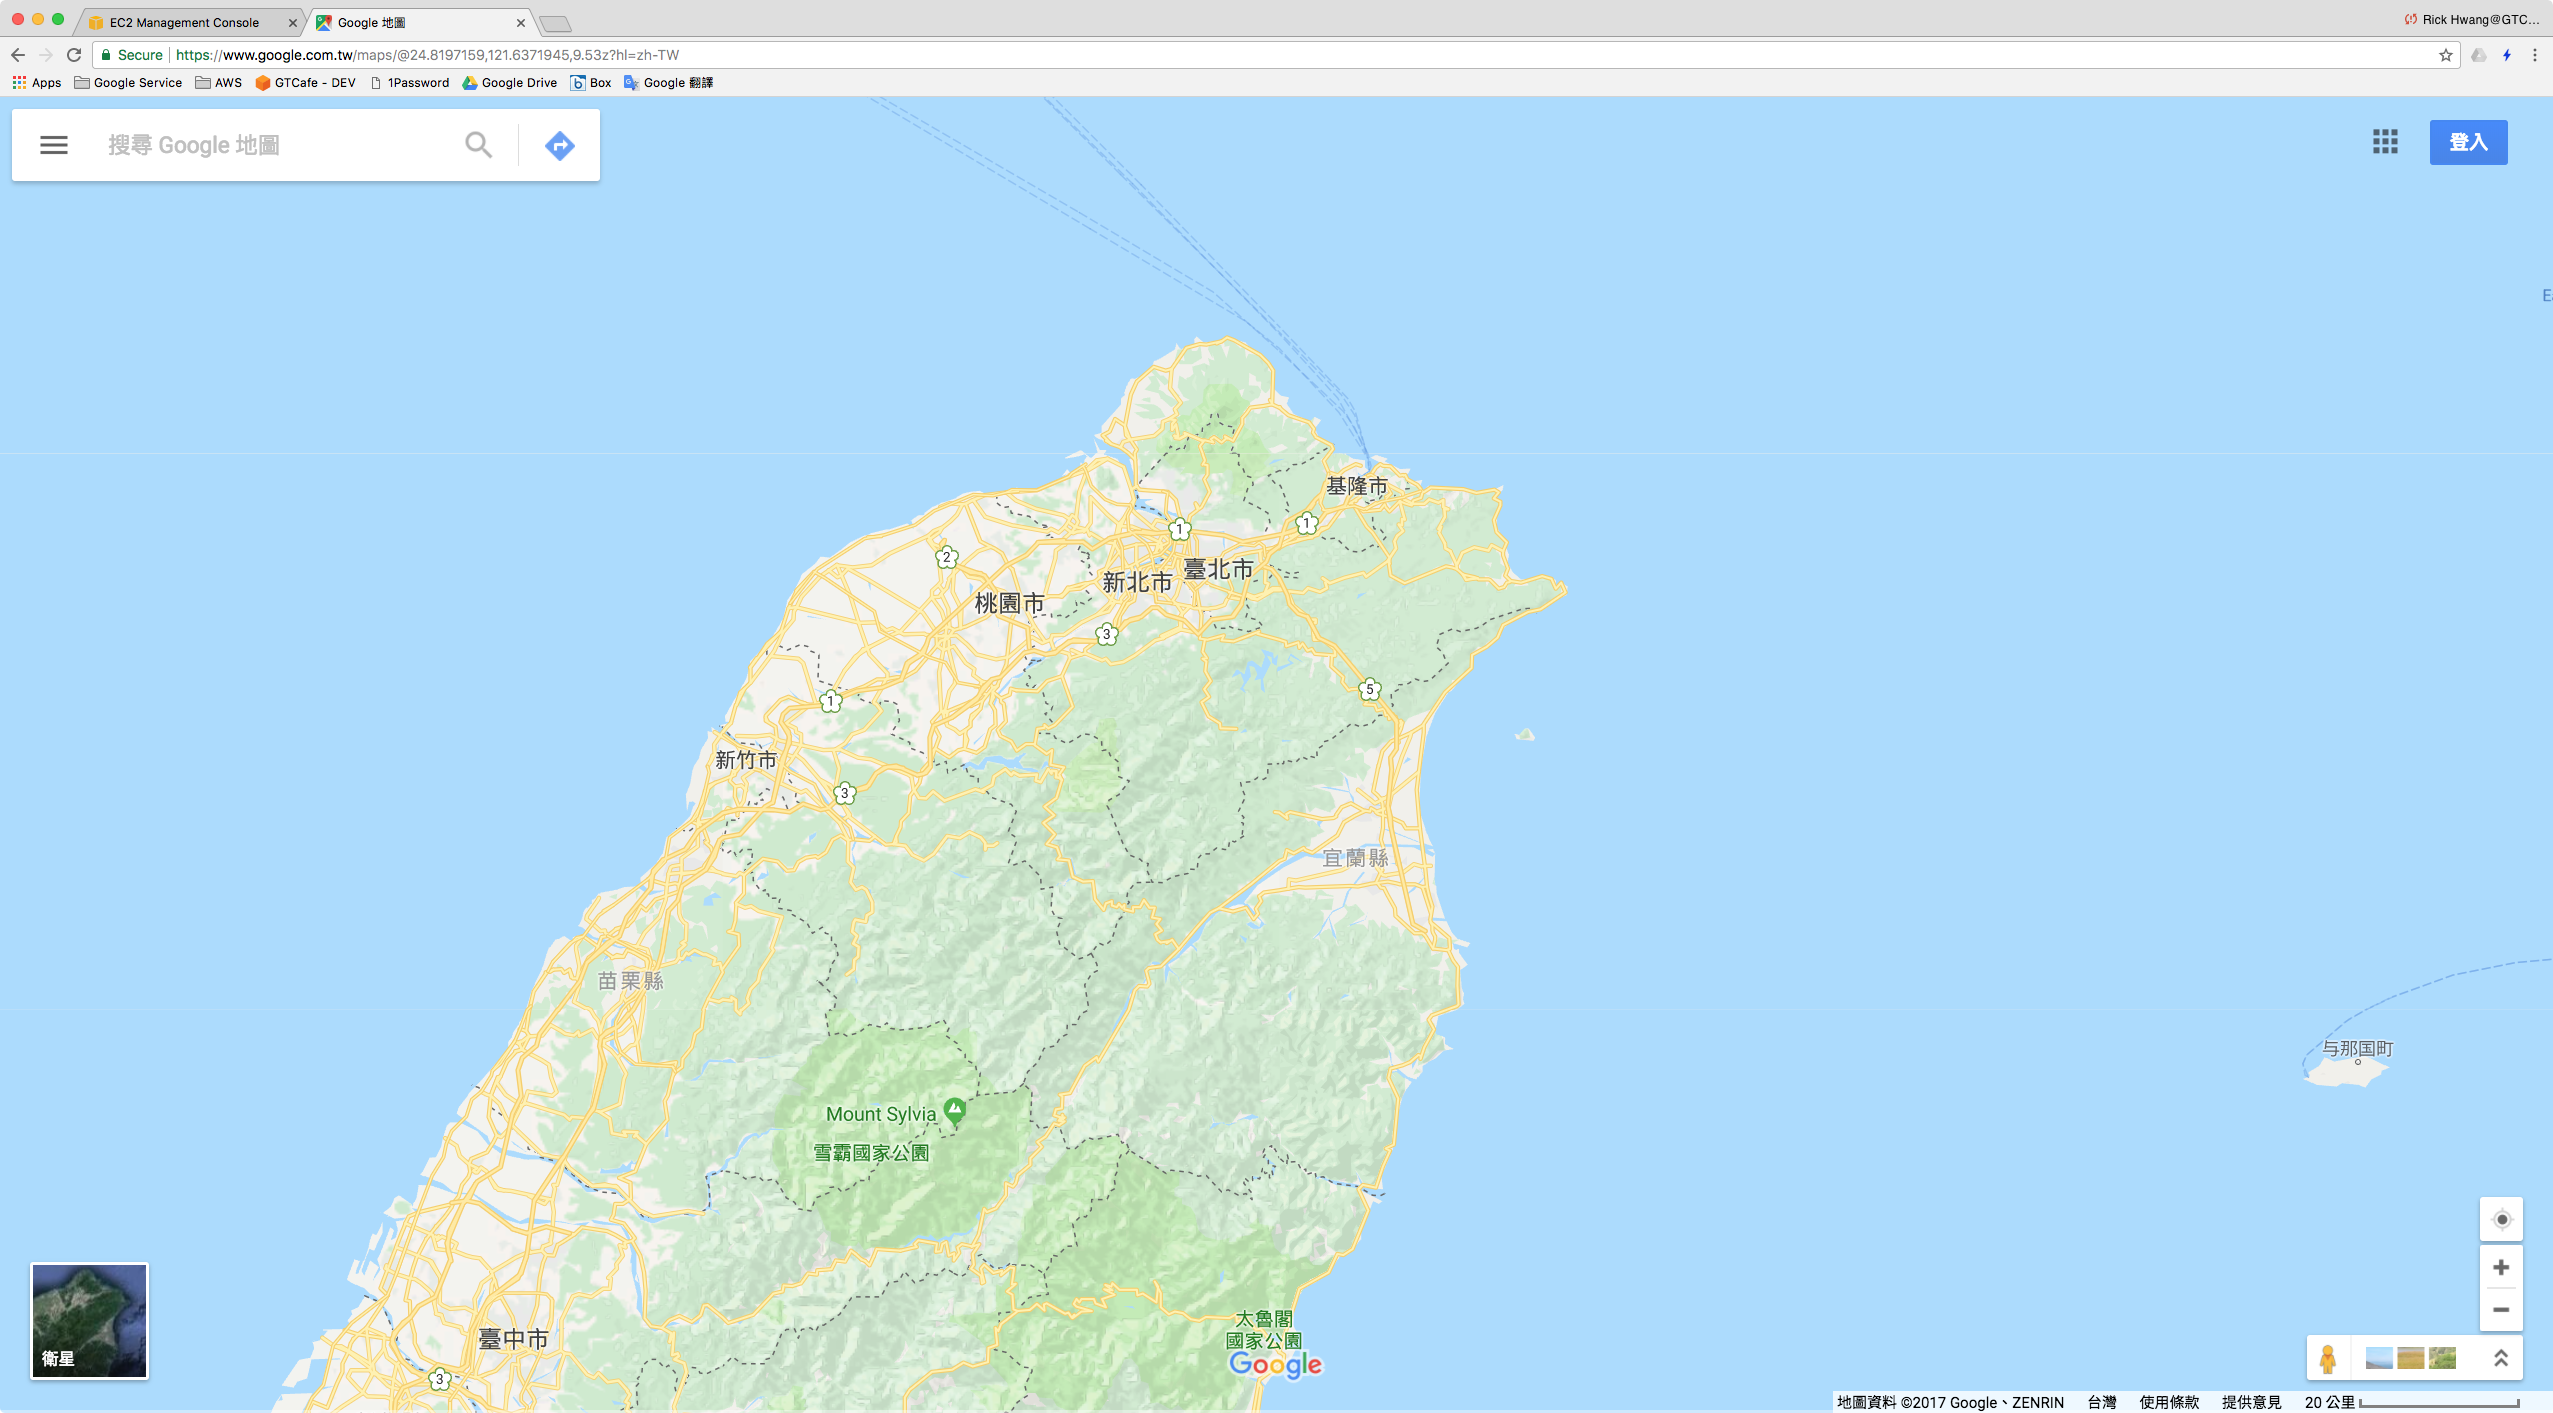 EC2 Management Console
Google 地圖
Rick Hwang@GTC...
Secure
https://www.google.com.tw/maps/@24.8197159,121.6371945,9.53z?hl=zh-TW
Apps
Google Service
AWS
GTCafe - DEV
1Password
Google Drive
Box
Google 翻譯
搜尋 Google 地圖
登入
E
基隆市
1
1
2
臺北市
新北市
桃園市
3
5
1
新竹市
3
宜蘭縣
苗栗縣
与那国町
Mount Sylvia
雪霸國家公園
太魯閣
國家公園
臺中市
衛星
Google
3
地圖資料 ©2017 Google、ZENRIN
台灣
使用條款
提供意見
20 公里